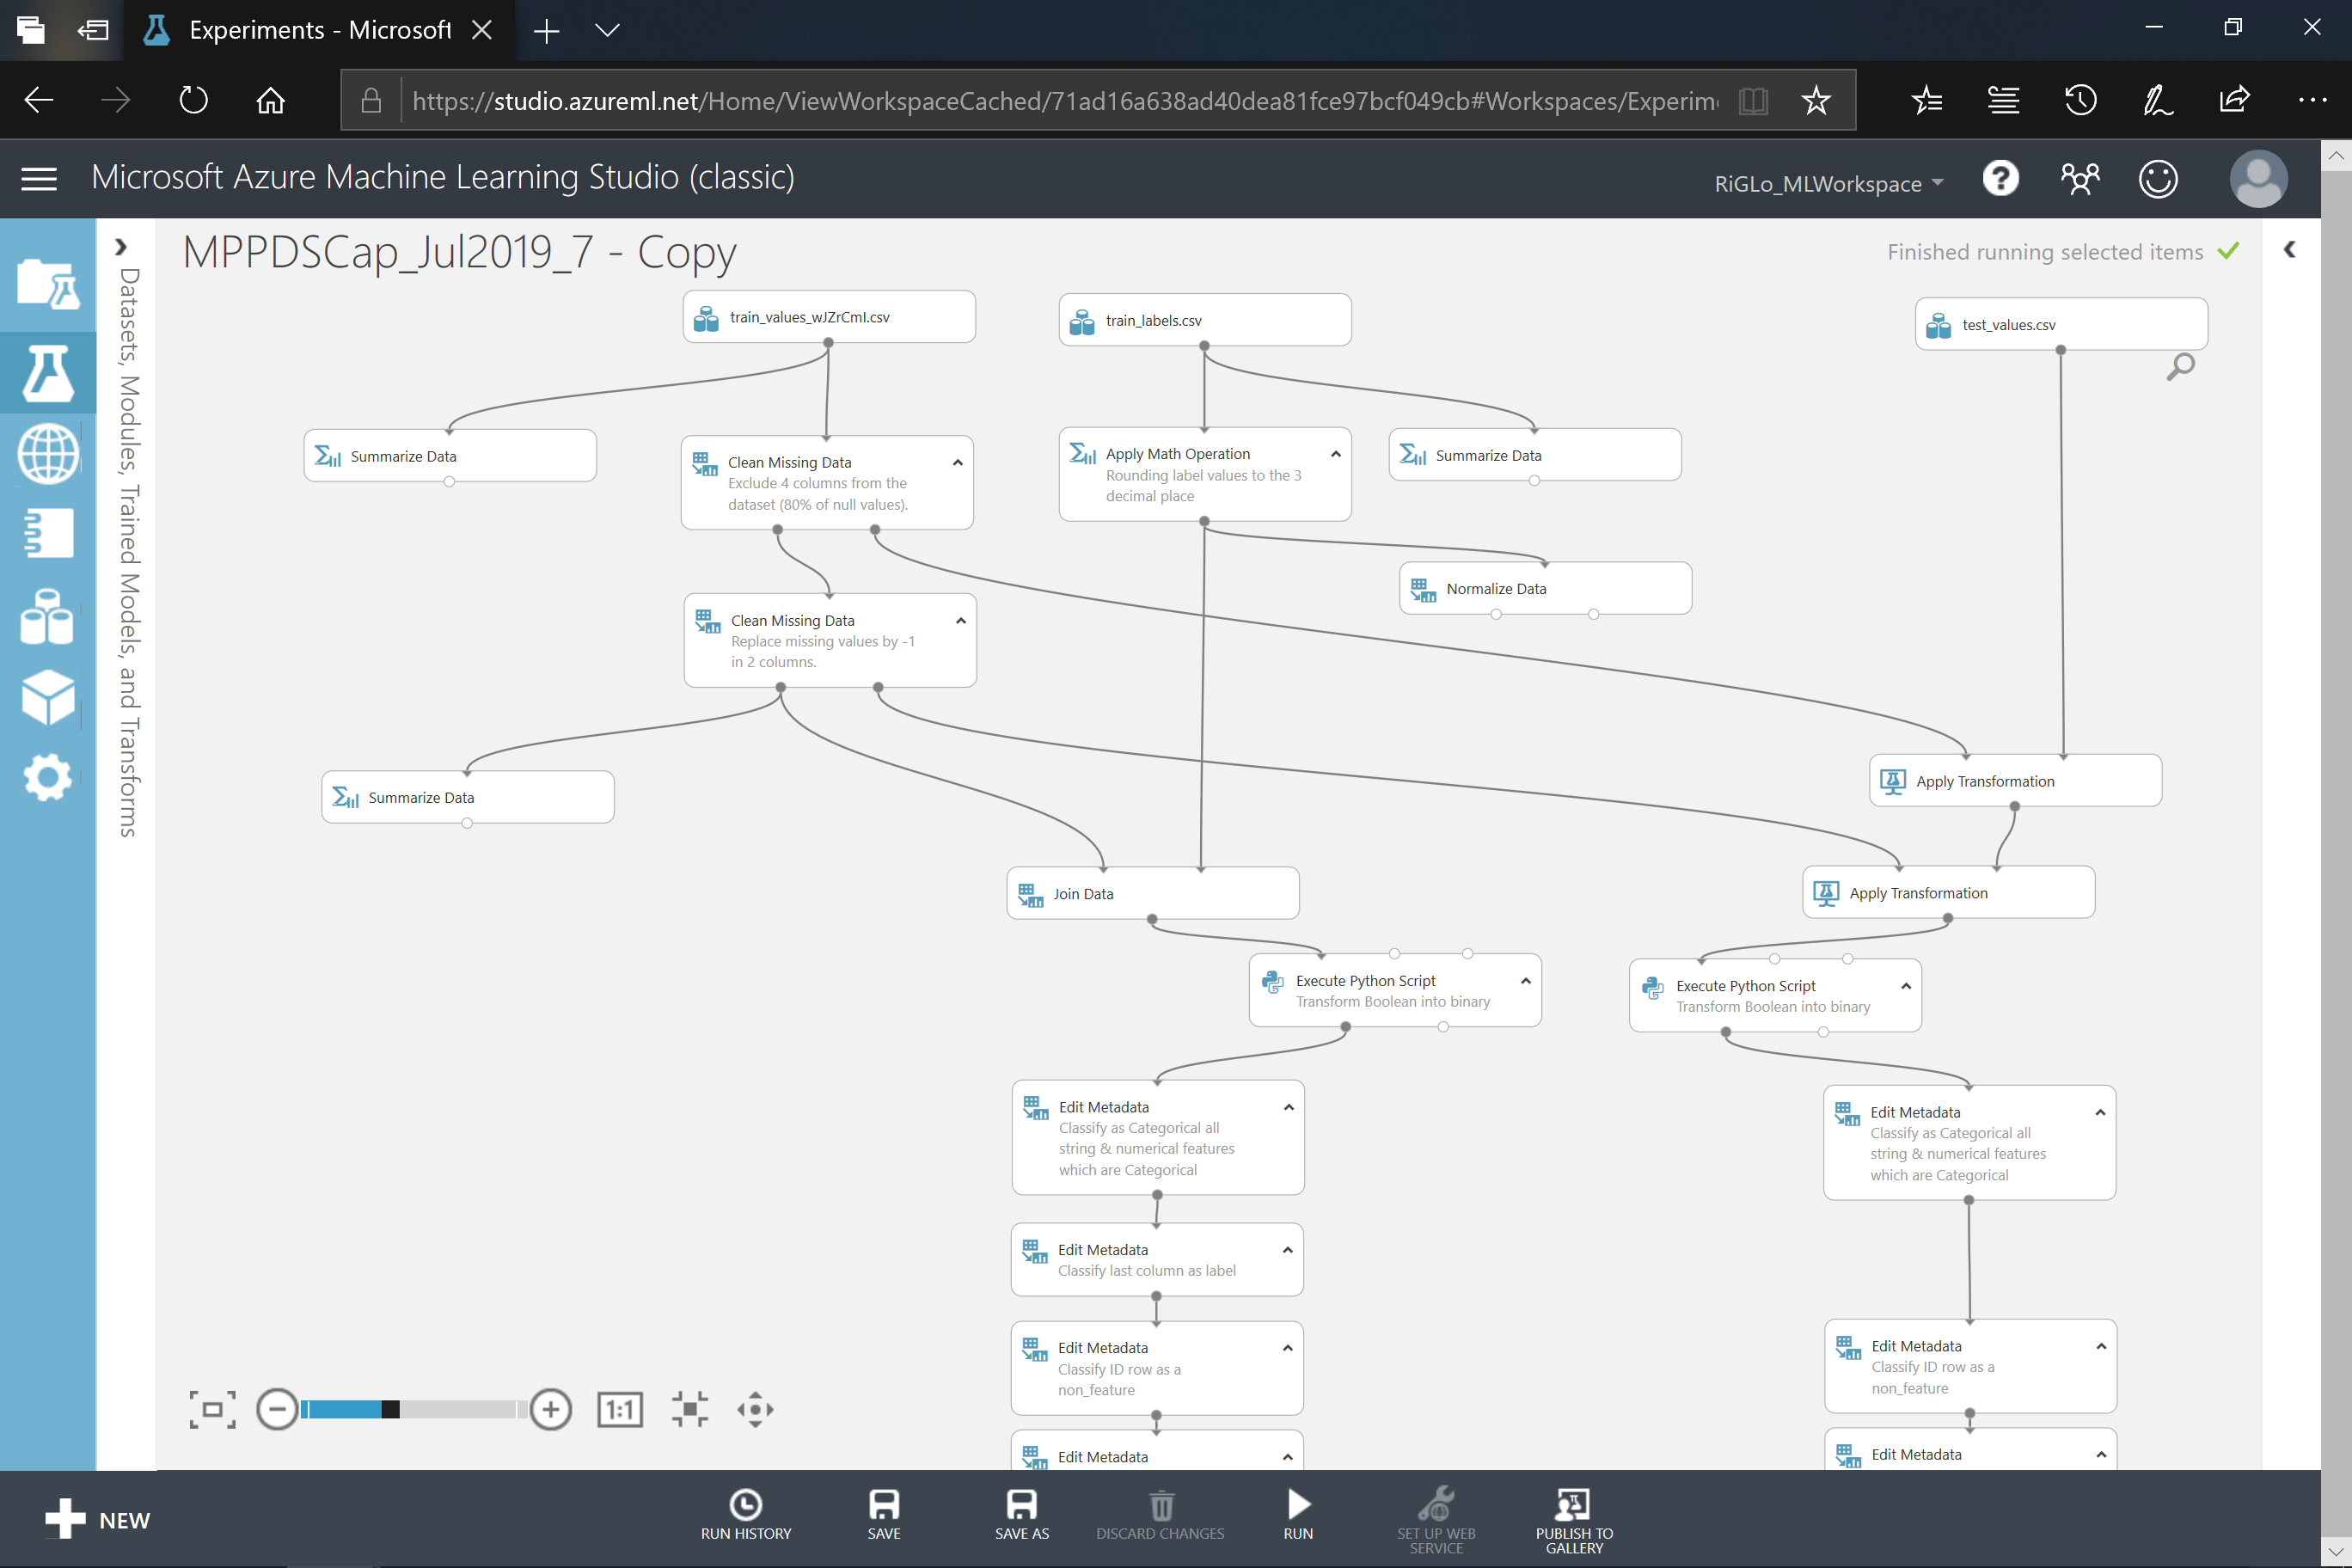 Experiments - Microsoft
https://studio.azureml.net/Home/ViewWorkspaceCached/71ad16a638ad40dea81fce97bcf049cb#Workspaces/Experim
Microsoft Azure Machine Learning Studio (classic)
RiGLo_MLWorkspace
Datasets, Modules, Trained Models, and Transforms
MPPDSCap_Jul2019_7 - Copy
Finished running selected items
train_values_wJZrCmI.csv
train_labels.csv
test_values.csv
Summarize Data
Clean Missing Data
Exclude 4 columns from the
dataset (80% of null values).
Apply Math Operation
Rounding label values to the 3
decimal place
Summarize Data
Normalize Data
Clean Missing Data
Replace missing values by -1
in 2 columns.
Summarize Data
Apply Transformation
Join Data
Apply Transformation
Execute Python Script
Transform Boolean into binary
Execute Python Script
Transform Boolean into binary
Edit Metadata
Classify as Categorical all
string & numerical features
which are Categorical
Edit Metadata
Classify as Categorical all
string & numerical features
which are Categorical
Edit Metadata
Classify last column as label
Edit Metadata
Classify ID row as a
non_feature
Edit Metadata
Classify ID row as a
non_feature
1:1
Edit Metadata
Edit Metadata
NEW
RUN HISTORY
SAVE
SAVE AS
DISCARD CHANGES
RUN
SET UP WEB
SERVICE
PUBLISH TO
GALLERY